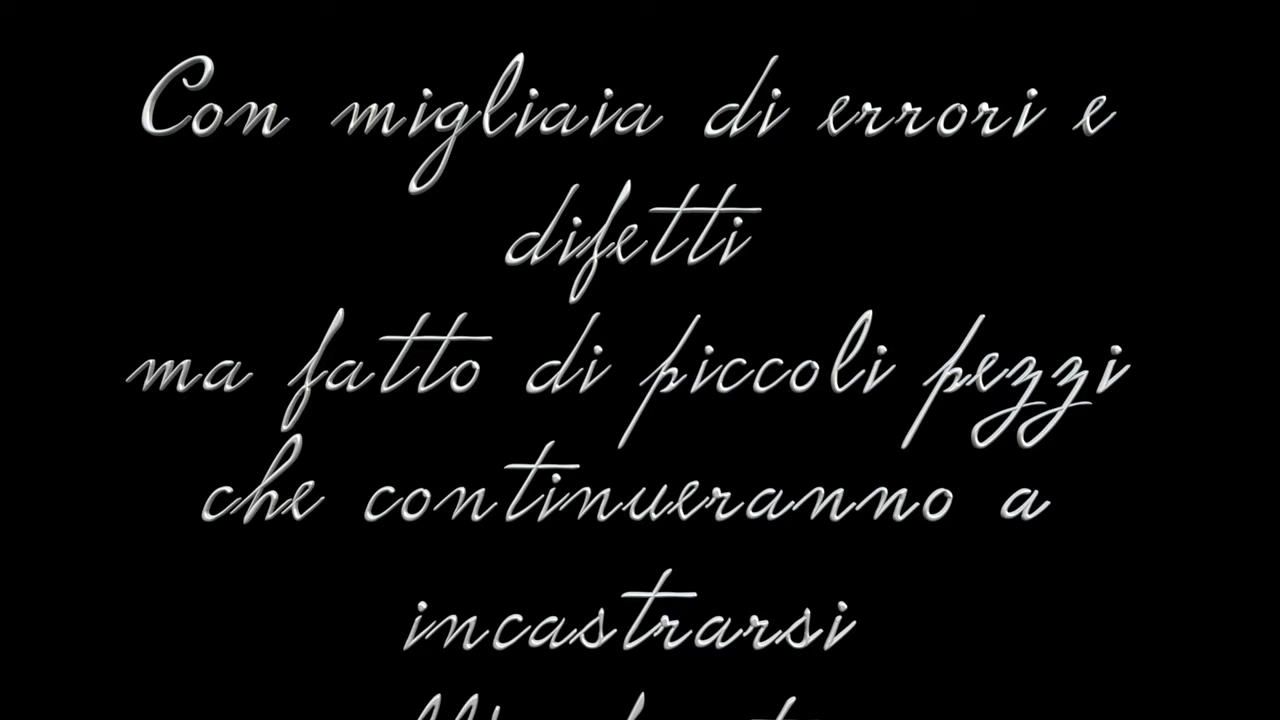 Con migliaia di errori e
difetti
ma fatto di piccoli pezzi
che continueranno a
incastrarsi